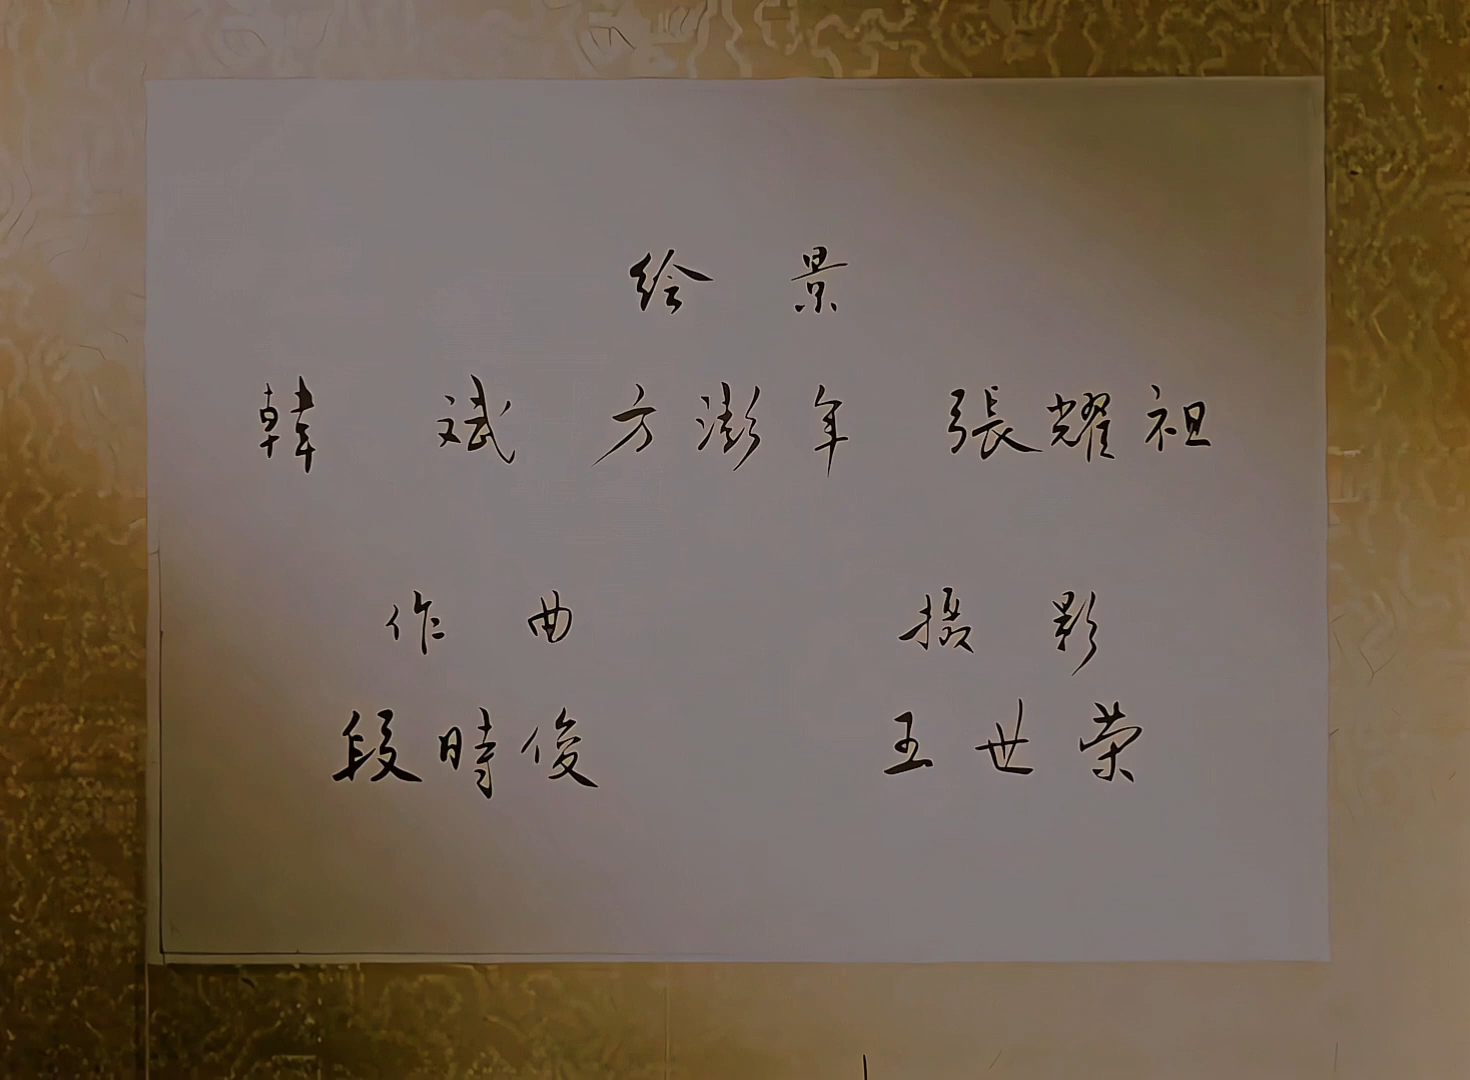 绘景
韓斌 方澎年 張耀祖
作曲 摄影
段時俊 王世荣